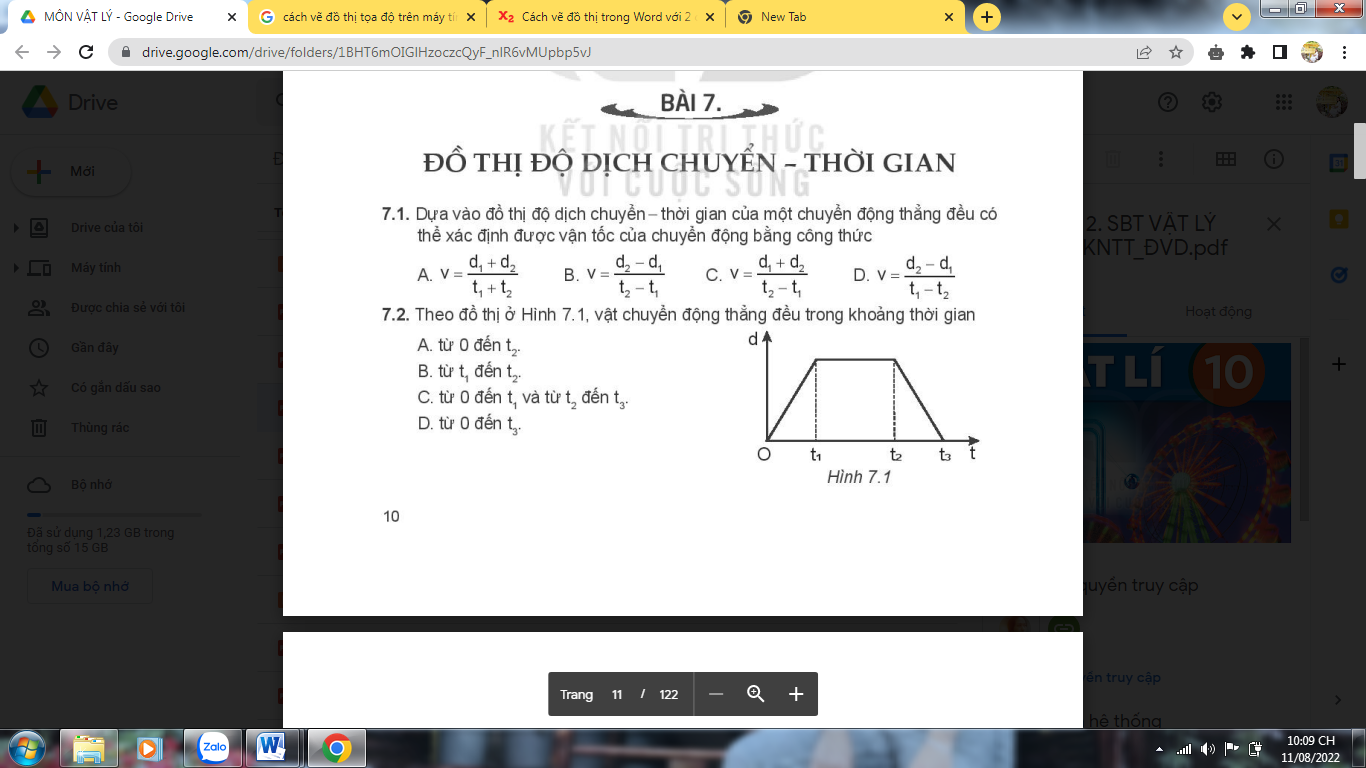 MÔN VẬT LÝ - Google Drive
cách vẽ đồ thị tọa độ trên máy tí
Cách vẽ đồ thị trong Word với 2
New Tab
drive.google.com/drive/folders/1BHT6mOIGlHzoczcQyF_nlR6vMUpbp5vJ
Drive
Mới
Drive của tôi
Máy tính
Được chia sẻ với tôi
Gần đây
Có gắn dấu sao
Thùng rác
Bộ nhớ
Đã sử dụng 1,23 GB trong
tổng số 15 GB
Mua bộ nhớ
BÀI 7.
KẾT NỐI TRI THỨC
VỚI CUỘC SỐNG
ĐỒ THỊ ĐỘ DỊCH CHUYỂN – THỜI GIAN
7.1. Dựa vào đồ thị độ dịch chuyển – thời gian của một chuyển động thẳng đều có
thể xác định được vận tốc của chuyển động bằng công thức
A. v = (d₁ + d₂)/(t₁ + t₂) B. v = (d₂ – d₁)/(t₂ – t₁) C. v = (d₁ + d₂)/(t₂ – t₁) D. v = (d₂ – d₁)/(t₁ – t₂)
7.2. Theo đồ thị ở Hình 7.1, vật chuyển động thẳng đều trong khoảng thời gian
A. từ 0 đến t₂.
B. từ t₁ đến t₂.
C. từ 0 đến t₁ và từ t₂ đến t₃.
D. từ 0 đến t₃.
d
O t₁ t₂ t₃ t
Hình 7.1
10
2. SBT VẬT LÝ
KNTT_ĐVD.pdf
Hoạt động
ẬT LÍ 10
quyền truy cập
ền truy cập
hệ thống
Trang 11 / 122
Zalo
10:09 CH
11/08/2022